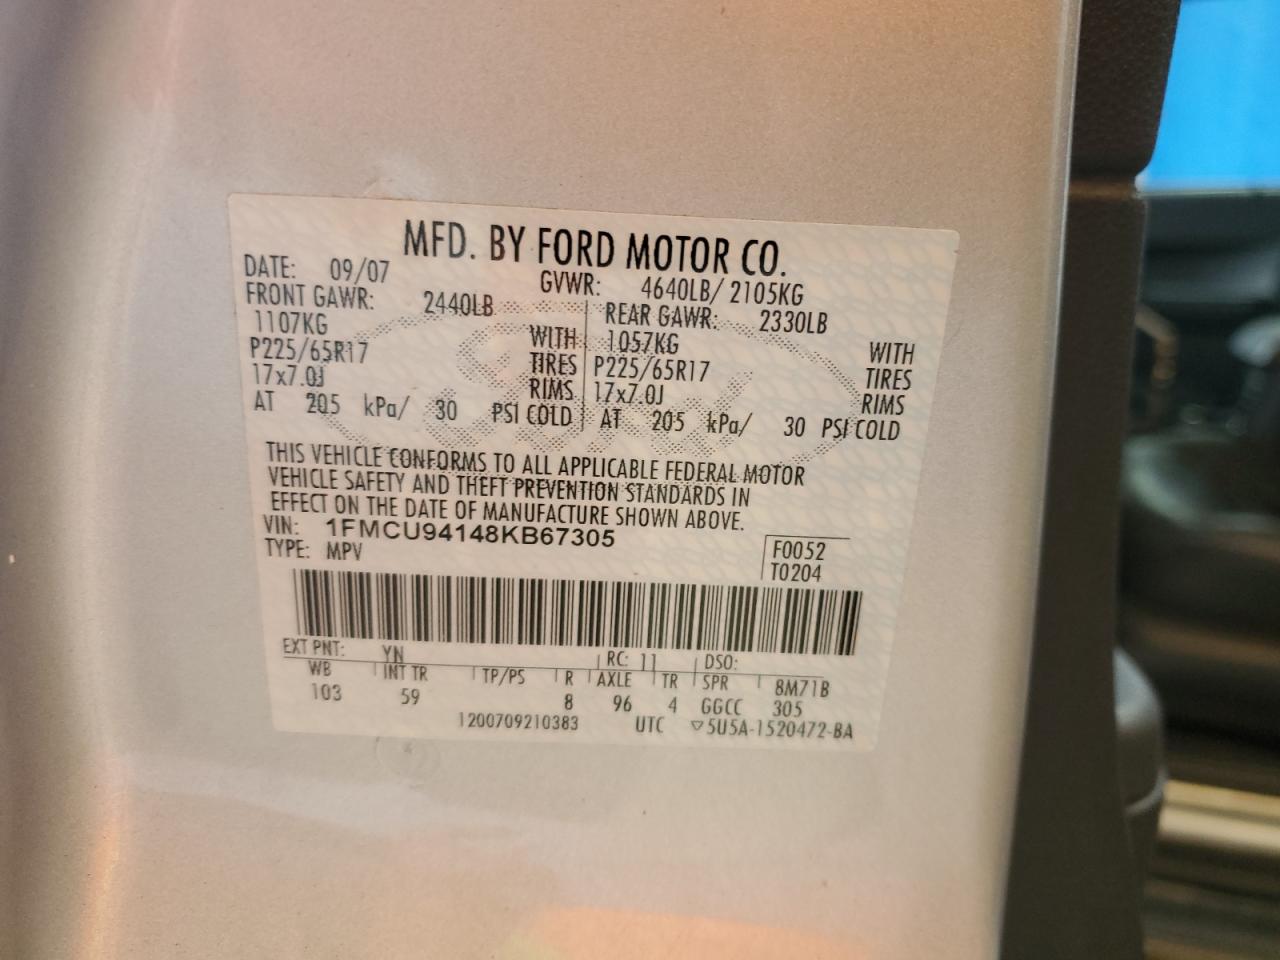 MFD. BY FORD MOTOR CO.
DATE: 09/07 GVWR: 4640LB/ 2105KG
FRONT GAWR: 2440LB REAR GAWR: 2330LB
1107KG WITH 1057KG WITH
P225/65R17 TIRES P225/65R17 TIRES
17x7.0J RIMS 17x7.0J RIMS
AT 205 kPa/ 30 PSI COLD AT 205 kPa/ 30 PSI COLD
THIS VEHICLE CONFORMS TO ALL APPLICABLE FEDERAL MOTOR
VEHICLE SAFETY AND THEFT PREVENTION STANDARDS IN
EFFECT ON THE DATE OF MANUFACTURE SHOWN ABOVE.
VIN: 1FMCU94148KB67305 F0052
TYPE: MPV T0204
EXT PNT: YN RC: 11 DSO:
WB INT TR TP/PS R AXLE TR SPR 8M71B
103 59 8 96 4 GGCC 305
1200709210383 UTC ▽5U5A-1520472-BA